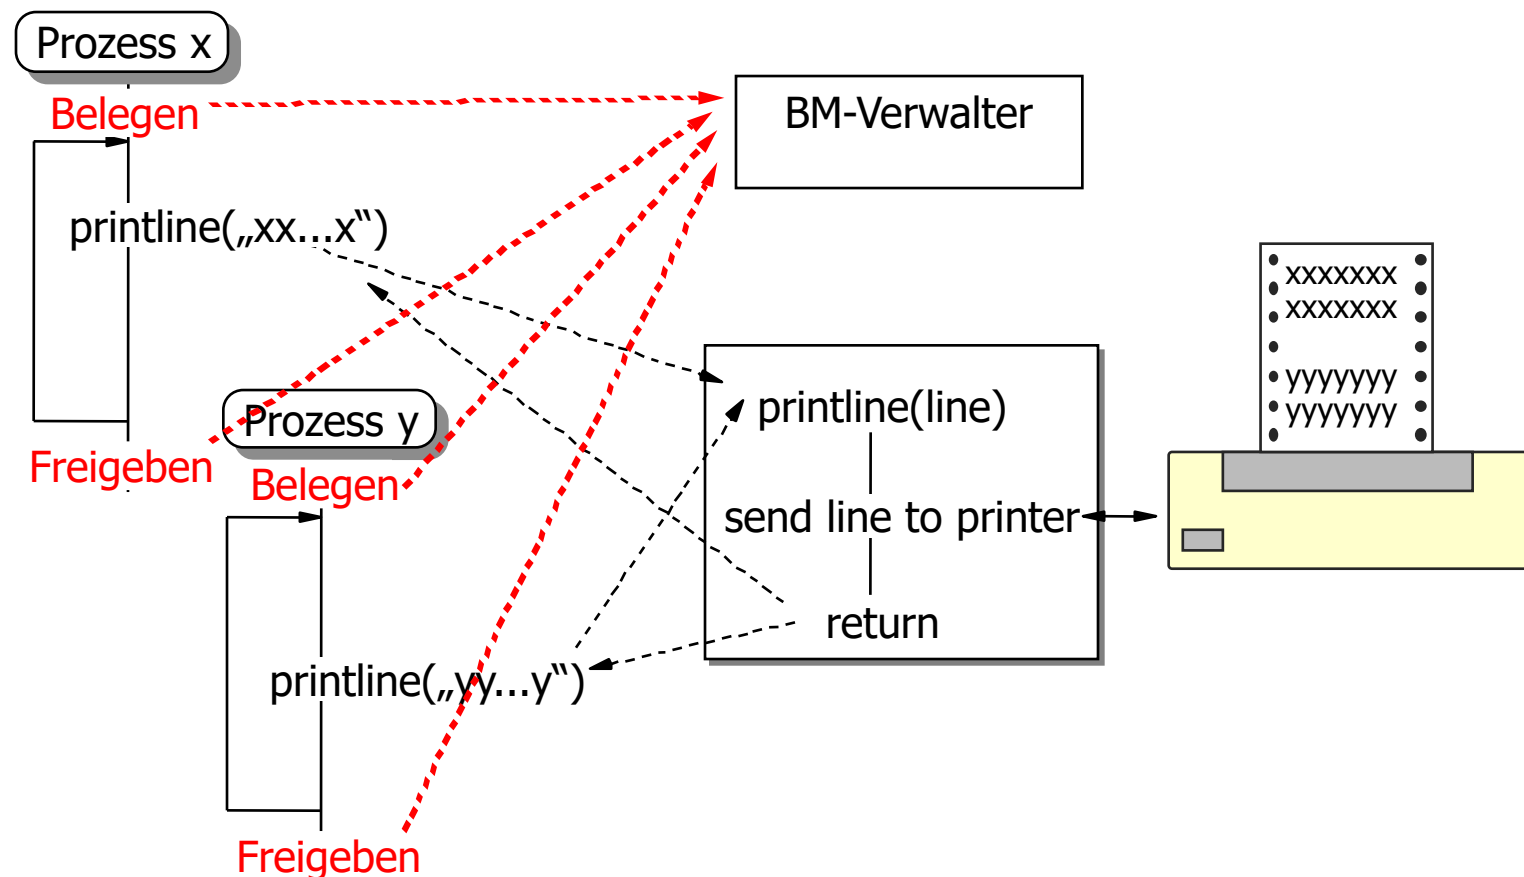 Prozess x
Belegen
BM-Verwalter
printline(„xx...x“)
xxxxxxx
xxxxxxx
yyyyyyy
yyyyyyy
printline(line)
Prozess y
Freigeben
Belegen
send line to printer
return
printline(„yy...y“)
Freigeben